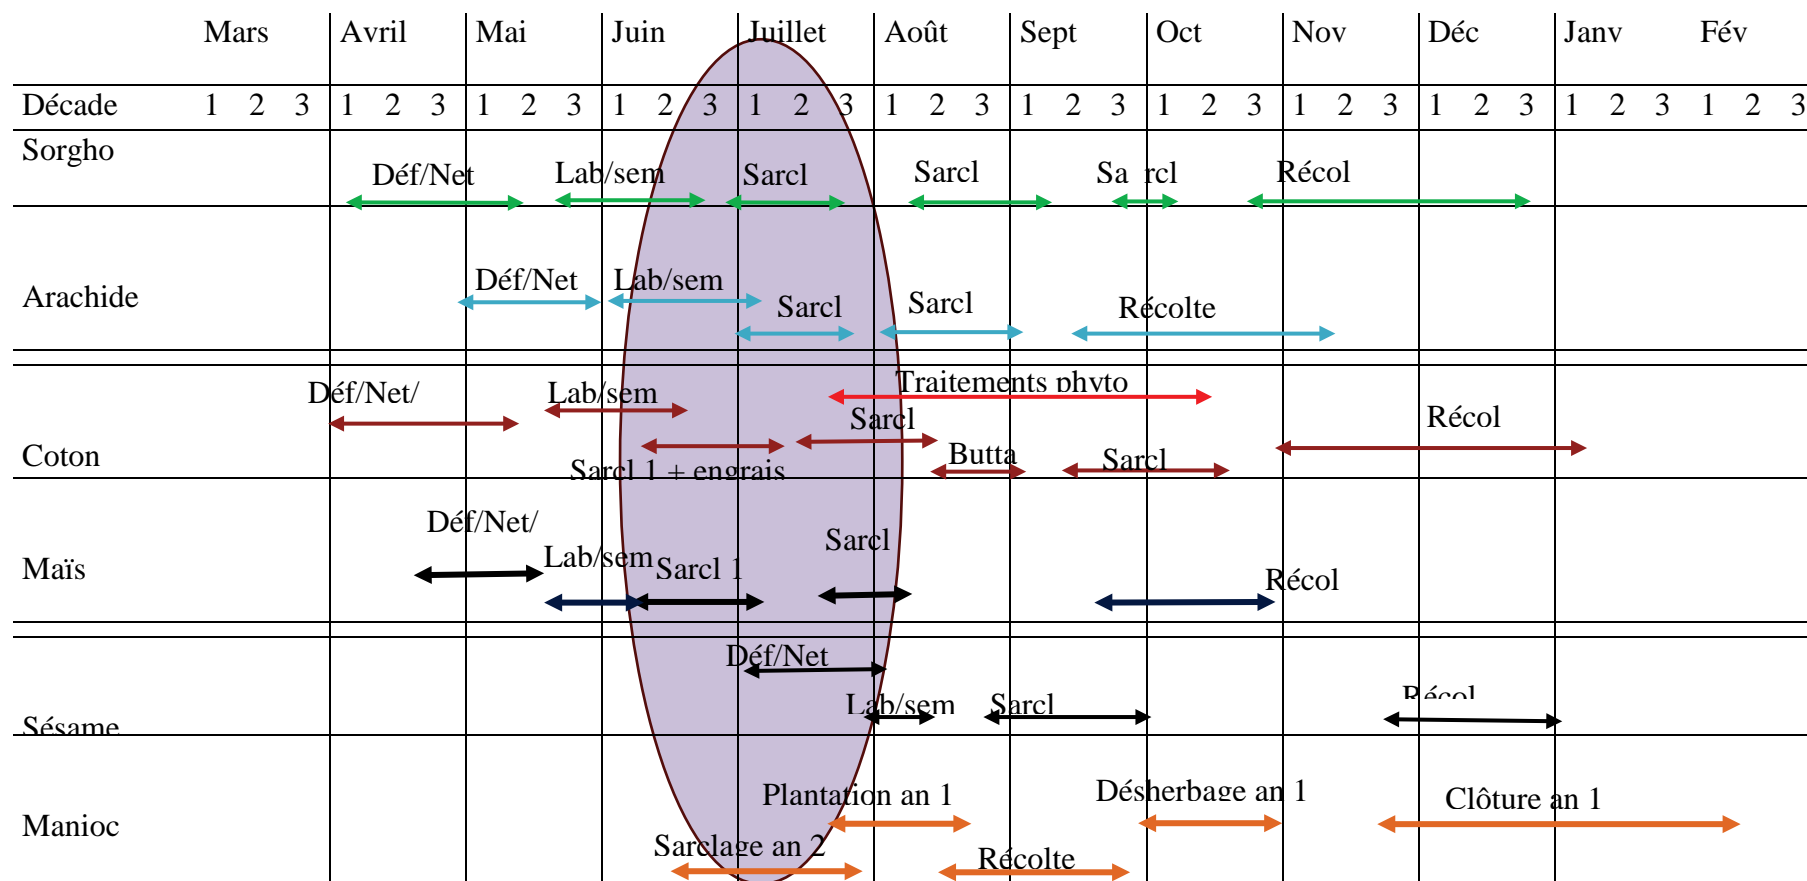 Mars Avril Mai Juin Juillet Août Sept Oct Nov Déc Janv Fév
Décade 1 2 3 1 2 3 1 2 3 1 2 3 1 2 3 1 2 3 1 2 3 1 2 3 1 2 3 1 2 3 1 2 3 1 2 3
Sorgho
Déf/Net Lab/sem Sarcl Sarcl Sa rcl Récol
Arachide
Déf/Net Lab/sem
Sarcl Sarcl Récolte
Coton
Déf/Net/ Lab/sem Traitements phyto
Sarcl Récol
Sarcl 1 + engrais Butta Sarcl
Maïs
Déf/Net/
Lab/sem Sarcl 1 Sarcl Récol
Déf/Net
Sésame
Lab/sem Sarcl Récol
Manioc
Plantation an 1 Désherbage an 1 Clôture an 1
Sarclage an 2 Récolte